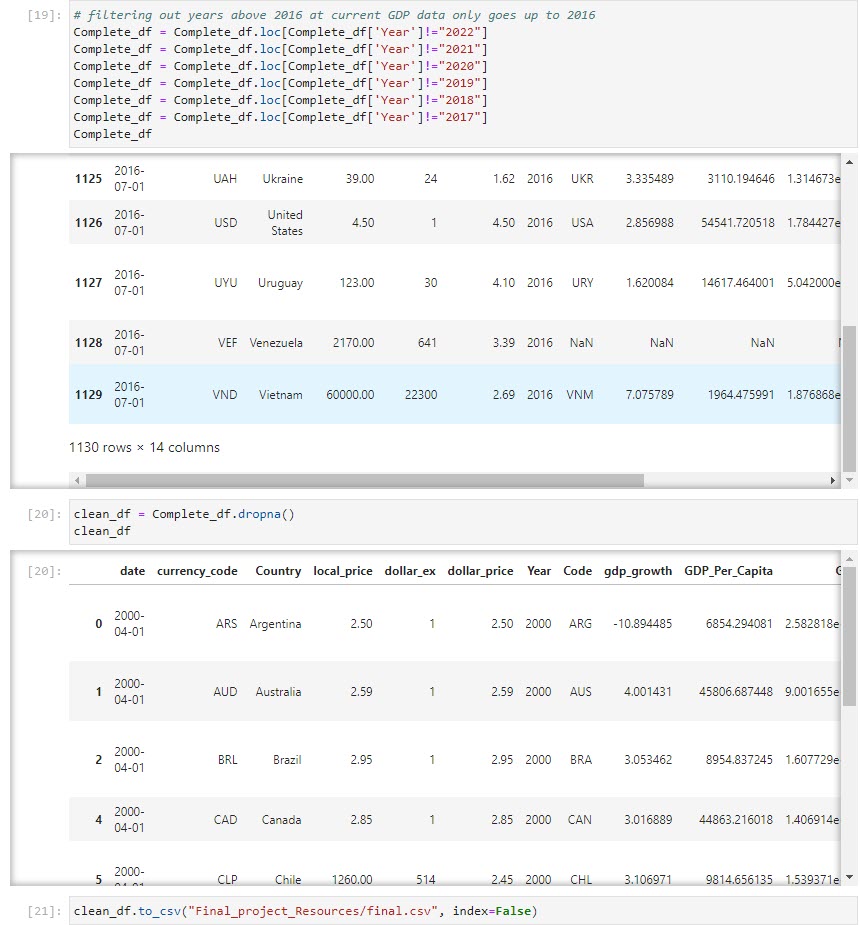 [19]: # filtering out years above 2016 at current GDP data only goes up to 2016
Complete_df = Complete_df.loc[Complete_df['Year']!="2022"]
Complete_df = Complete_df.loc[Complete_df['Year']!="2021"]
Complete_df = Complete_df.loc[Complete_df['Year']!="2020"]
Complete_df = Complete_df.loc[Complete_df['Year']!="2019"]
Complete_df = Complete_df.loc[Complete_df['Year']!="2018"]
Complete_df = Complete_df.loc[Complete_df['Year']!="2017"]
Complete_df
1125 2016-07-01 UAH Ukraine 39.00 24 1.62 2016 UKR 3.335489 3110.194646 1.314673e
1126 2016-07-01 USD United States 4.50 1 4.50 2016 USA 2.856988 54541.720518 1.784427e
1127 2016-07-01 UYU Uruguay 123.00 30 4.10 2016 URY 1.620084 14617.464001 5.042000e
1128 2016-07-01 VEF Venezuela 2170.00 641 3.39 2016 NaN NaN NaN
1129 2016-07-01 VND Vietnam 60000.00 22300 2.69 2016 VNM 7.075789 1964.475991 1.876868e
1130 rows × 14 columns
[20]: clean_df = Complete_df.dropna()
clean_df
[20]: date currency_code Country local_price dollar_ex dollar_price Year Code gdp_growth GDP_Per_Capita G
0 2000-04-01 ARS Argentina 2.50 1 2.50 2000 ARG -10.894485 6854.294081 2.582818e
1 2000-04-01 AUD Australia 2.59 1 2.59 2000 AUS 4.001431 45806.687448 9.001655e
2 2000-04-01 BRL Brazil 2.95 1 2.95 2000 BRA 3.053462 8954.837245 1.607729e
4 2000-04-01 CAD Canada 2.85 1 2.85 2000 CAN 3.016889 44863.216018 1.406914e
5 2000-04-01 CLP Chile 1260.00 514 2.45 2000 CHL 3.106971 9814.656135 1.539371e
[21]: clean_df.to_csv("Final_project_Resources/final.csv", index=False)